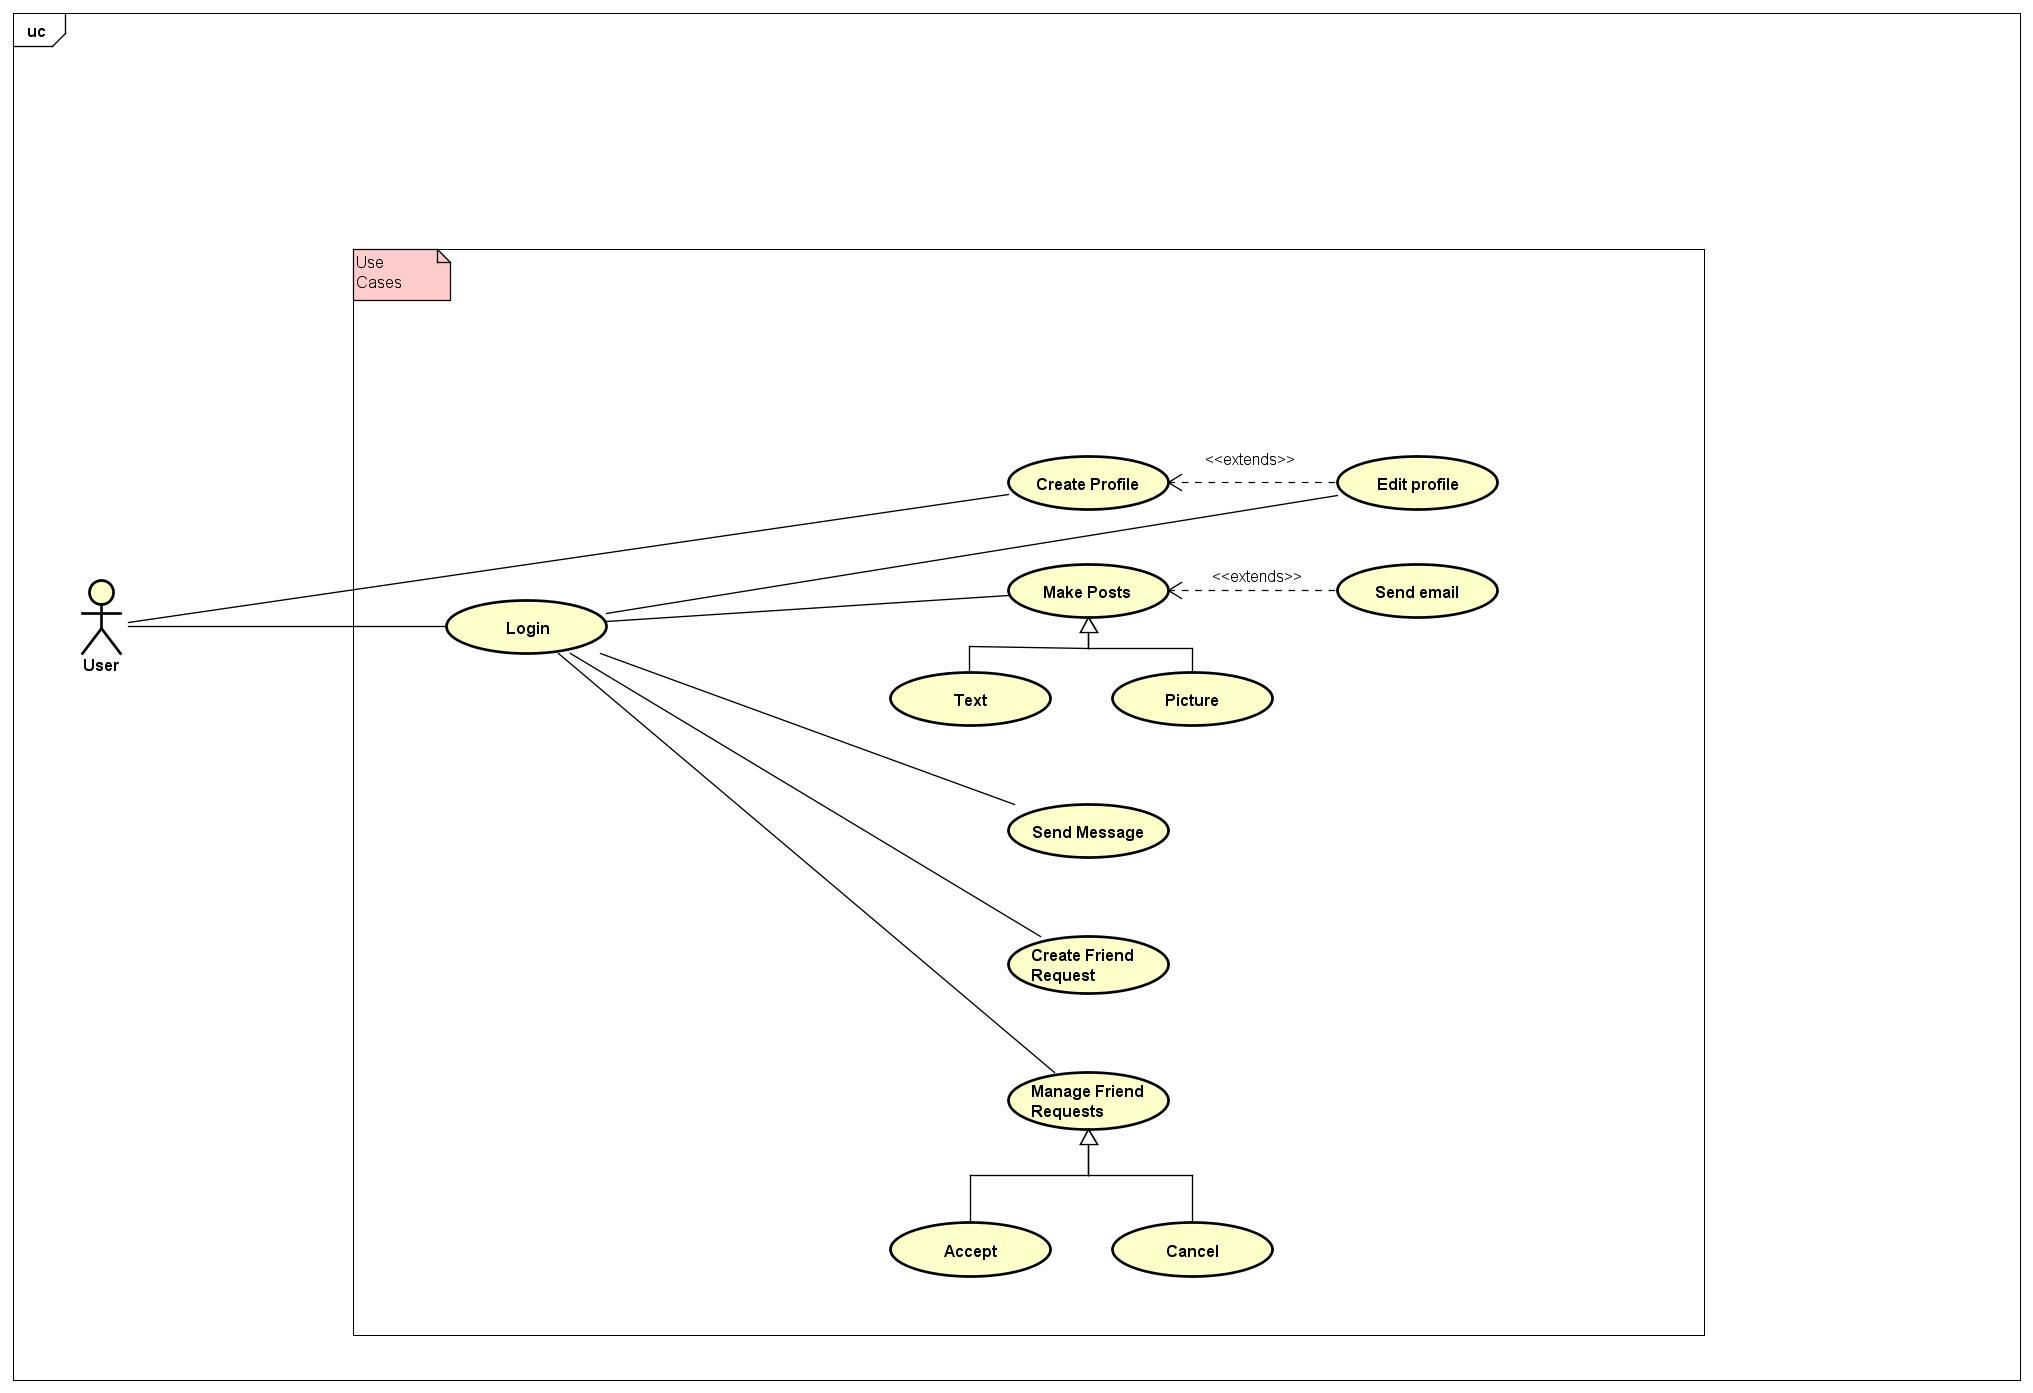 uc
Use
Cases
<<extends>>
Create Profile
Edit profile
<<extends>>
Make Posts
Send email
Login
User
Text
Picture
Send Message
Create Friend
Request
Manage Friend
Requests
Accept
Cancel